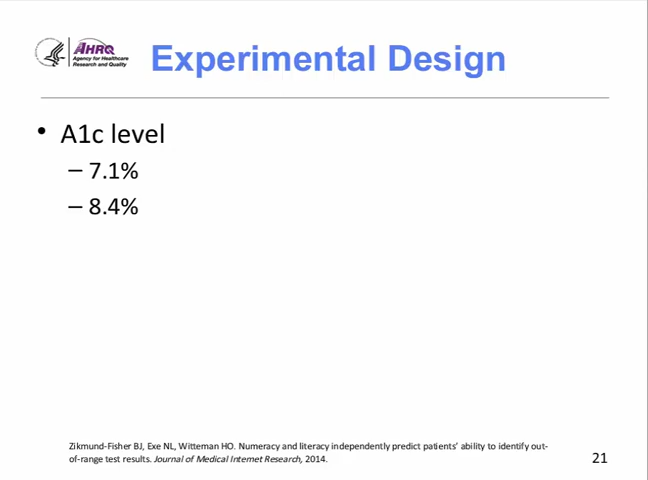 AHRQ
Agency for Healthcare
Research and Quality
Experimental Design
• A1c level
– 7.1%
– 8.4%
Zikmund-Fisher BJ, Exe NL, Witteman HO. Numeracy and literacy independently predict patients' ability to identify out-
of-range test results. Journal of Medical Internet Research, 2014.
21